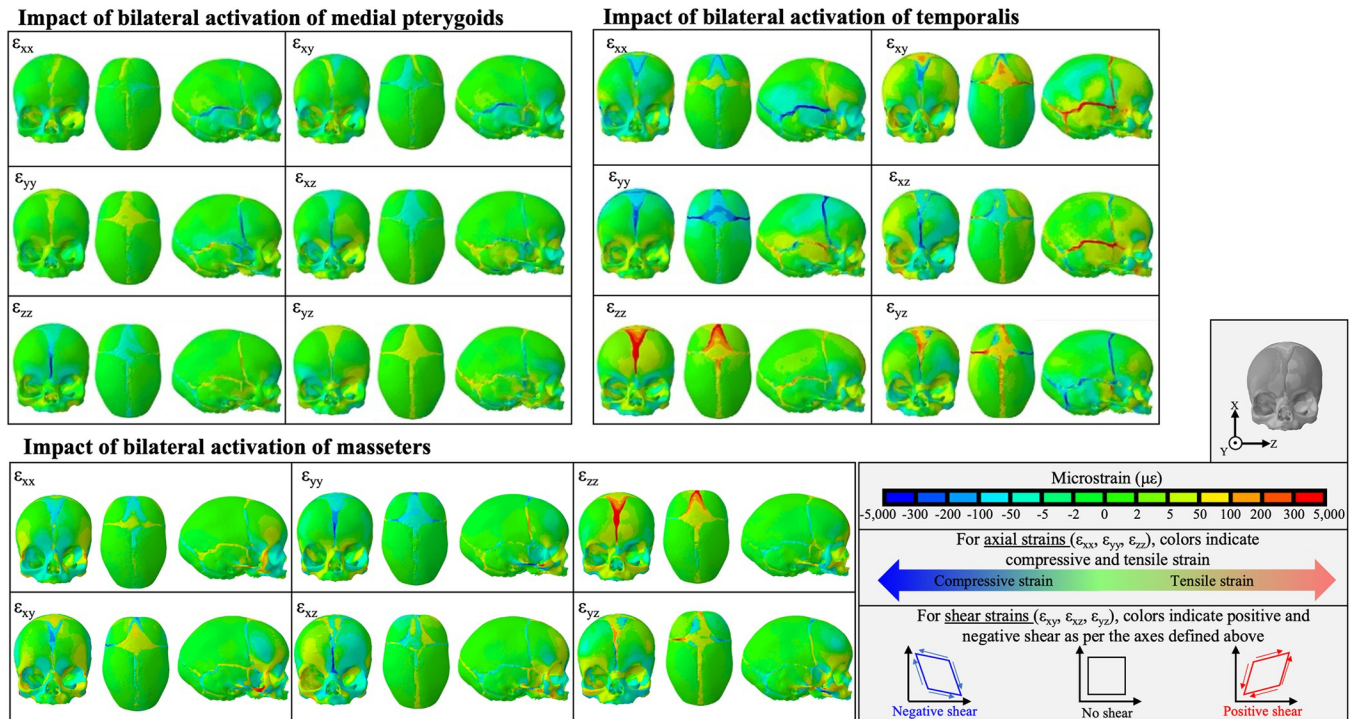 Impact of bilateral activation of medial pterygoids
εxx
εxy
εyy
εxz
εzz
εyz
Impact of bilateral activation of temporalis
εxx
εxy
εyy
εxz
εzz
εyz
Impact of bilateral activation of masseters
εxx
εyy
εzz
εxy
εxz
εyz
X
Y
Z
Microstrain (με)
-5,000 -300 -200 -100 -50 -5 -2 0 2 5 50 100 200 300 5,000
For axial strains (εxx, εyy, εzz), colors indicate
compressive and tensile strain
Compressive strain
Tensile strain
For shear strains (εxy, εxz, εyz), colors indicate positive and
negative shear as per the axes defined above
Negative shear
No shear
Positive shear